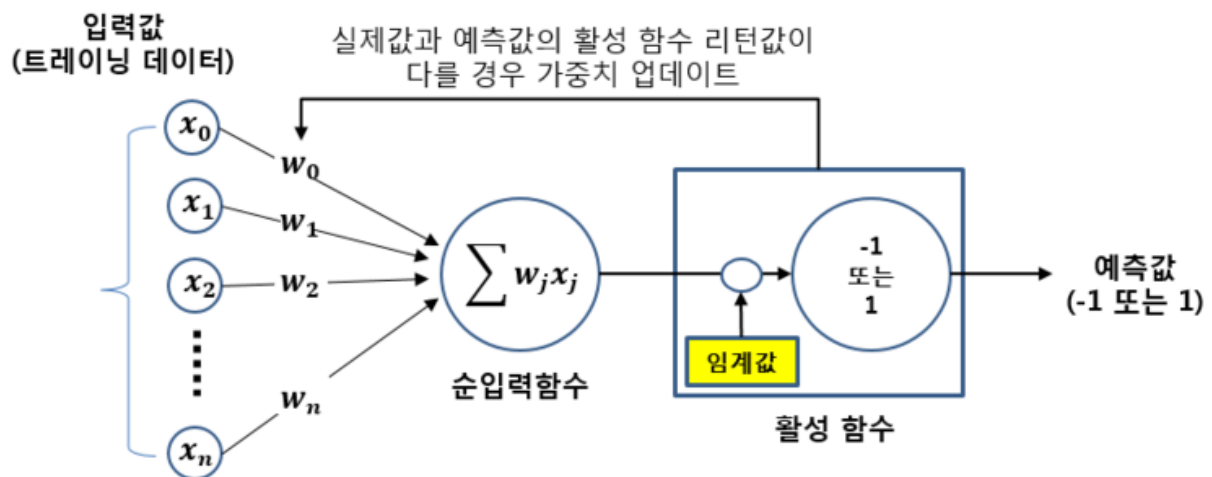 입력값
(트레이닝 데이터)
실제값과 예측값의 활성 함수 리턴값이
다를 경우 가중치 업데이트
x₀
w₀
x₁
w₁
x₂
w₂
wₙ
xₙ
∑ wⱼxⱼ
순입력함수
임계값
-1
또는
1
활성 함수
예측값
(-1 또는 1)